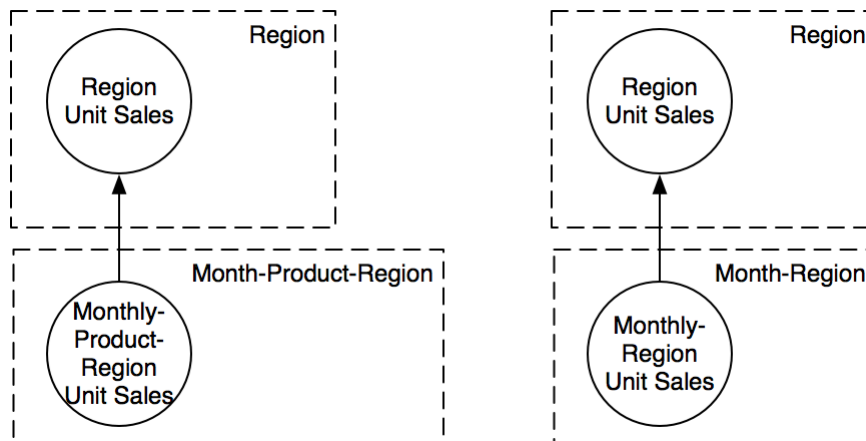 Region
Region
Unit Sales
Month-Product-Region
Monthly-
Product-
Region
Unit Sales
Region
Region
Unit Sales
Month-Region
Monthly-
Region
Unit Sales